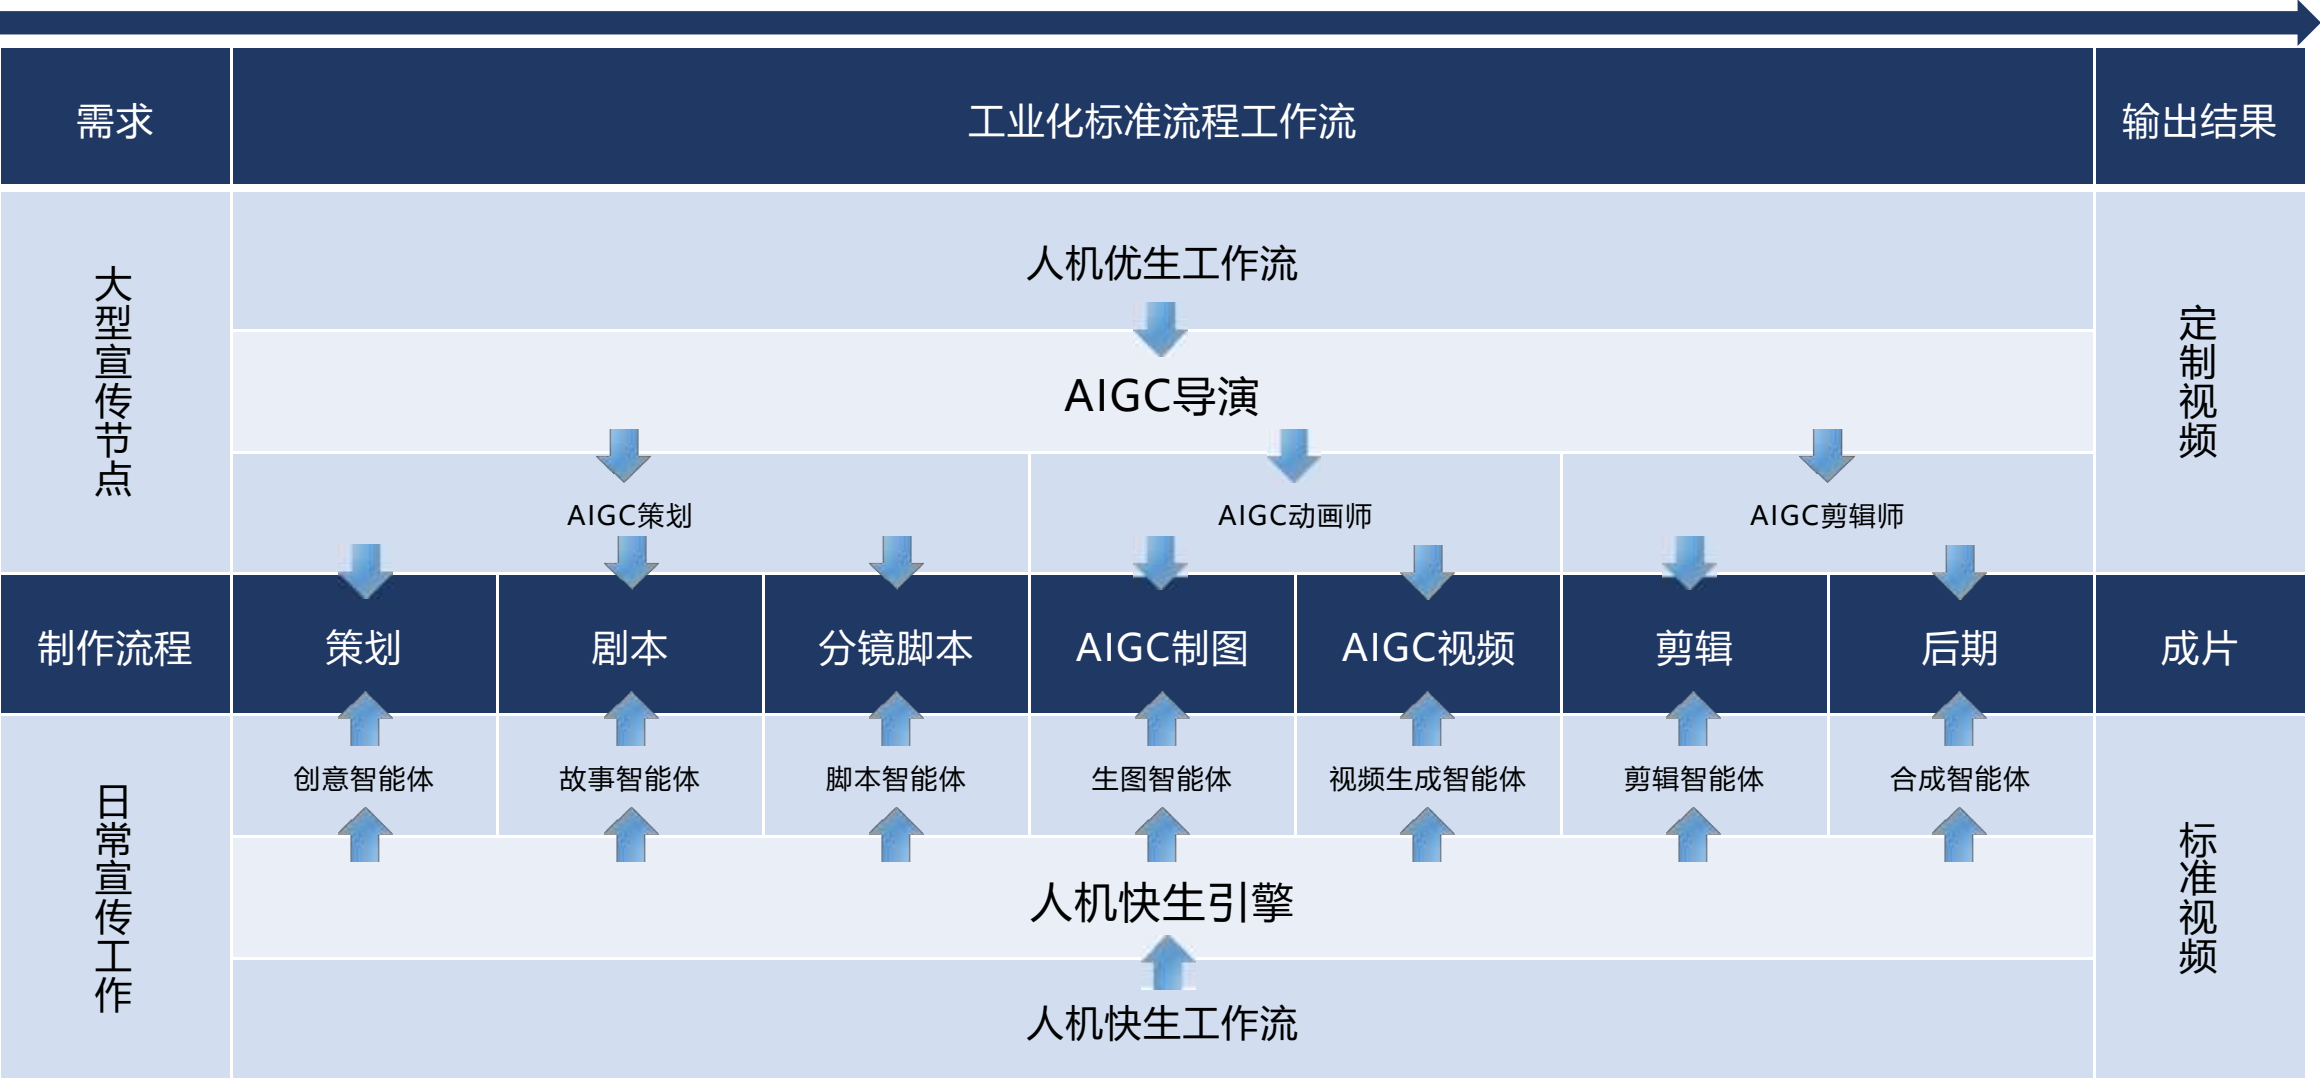 需求
工业化标准流程工作流
输出结果
大型宣传节点
人机优生工作流
AIGC导演
AIGC策划
AIGC动画师
AIGC剪辑师
定制视频
制作流程
策划
剧本
分镜脚本
AIGC制图
AIGC视频
剪辑
后期
成片
日常宣传工作
创意智能体
故事智能体
脚本智能体
生图智能体
视频生成智能体
剪辑智能体
合成智能体
人机快生引擎
人机快生工作流
标准视频